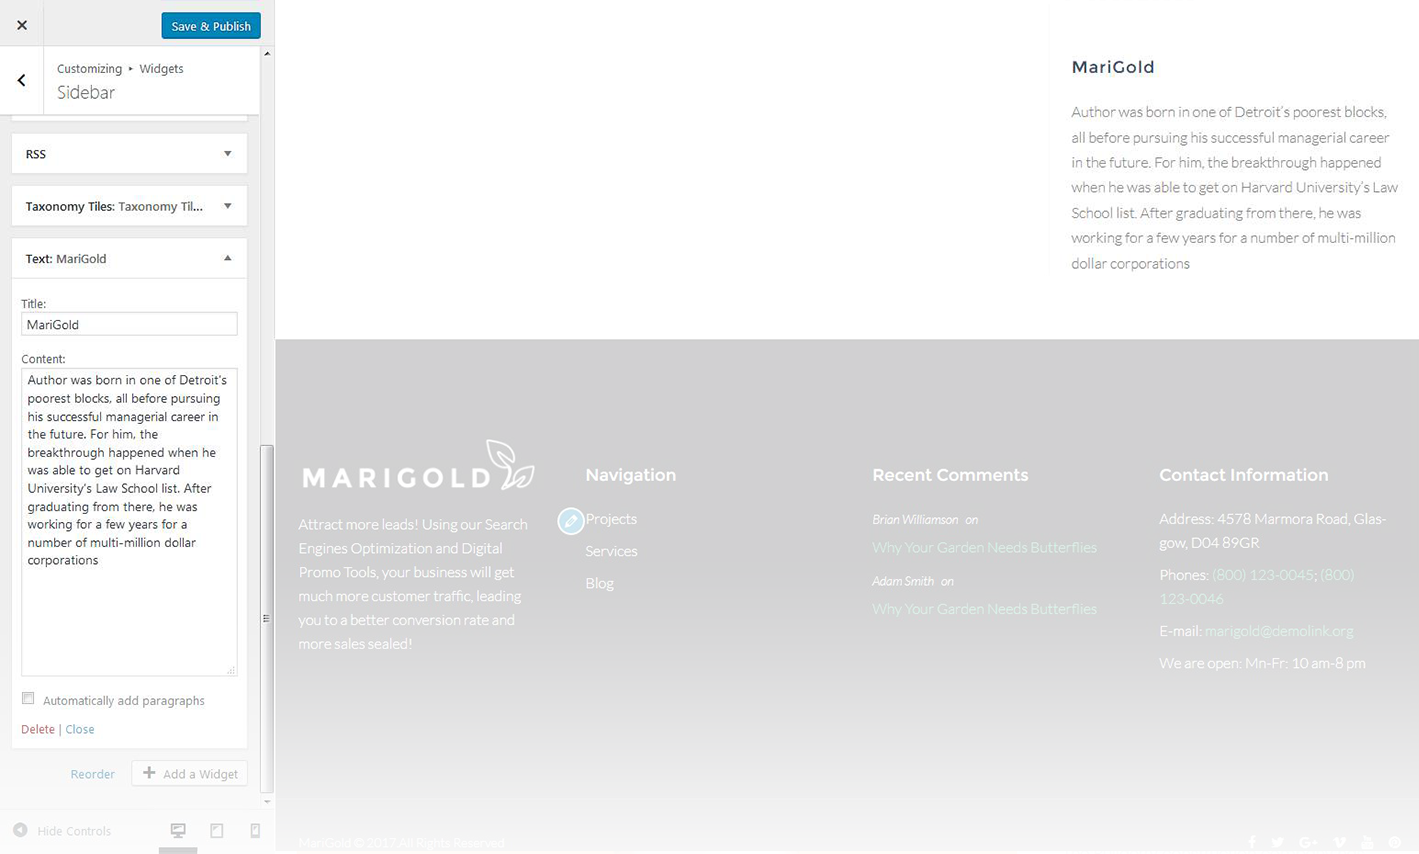 Save & Publish
Customizing ▸ Widgets
Sidebar
RSS
Taxonomy Tiles: Taxonomy Til...
Text: MariGold
Title:
MariGold
Content:
Author was born in one of Detroit's
poorest blocks, all before pursuing
his successful managerial career in
the future. For him, the
breakthrough happened when he
was able to get on Harvard
University's Law School list. After
graduating from there, he was
working for a few years for a
number of multi-million dollar
corporations
Automatically add paragraphs
Delete | Close
Reorder
Add a Widget
Hide Controls
MariGold
Author was born in one of Detroit's poorest blocks,
all before pursuing his successful managerial career
in the future. For him, the breakthrough happened
when he was able to get on Harvard University's Law
School list. After graduating from there, he was
working for a few years for a number of multi-million
dollar corporations
MARIGOLD
Attract more leads! Using our Search
Engines Optimization and Digital
Promo Tools, your business will get
much more customer traffic, leading
you to a better conversion rate and
more sales sealed!
Navigation
Projects
Services
Blog
Recent Comments
Brian Williamson on
Why Your Garden Needs Butterflies
Adam Smith on
Why Your Garden Needs Butterflies
Contact Information
Address: 4578 Marmora Road, Glas-
gow, D04 89GR
Phones: (800) 123-0045; (800)
123-0046
E-mail: marigold@demolink.org
We are open: Mn-Fr: 10 am-8 pm
MariGold © 2017 All Rights Reserved